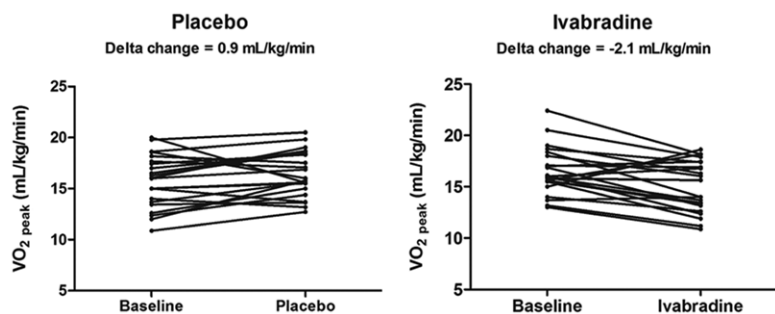 Placebo
Delta change = 0.9 mL/kg/min
25
20
15
10
5
VO2 peak (mL/kg/min)
Baseline
Placebo
Ivabradine
Delta change = -2.1 mL/kg/min
25
20
15
10
5
VO2 peak (mL/kg/min)
Baseline
Ivabradine